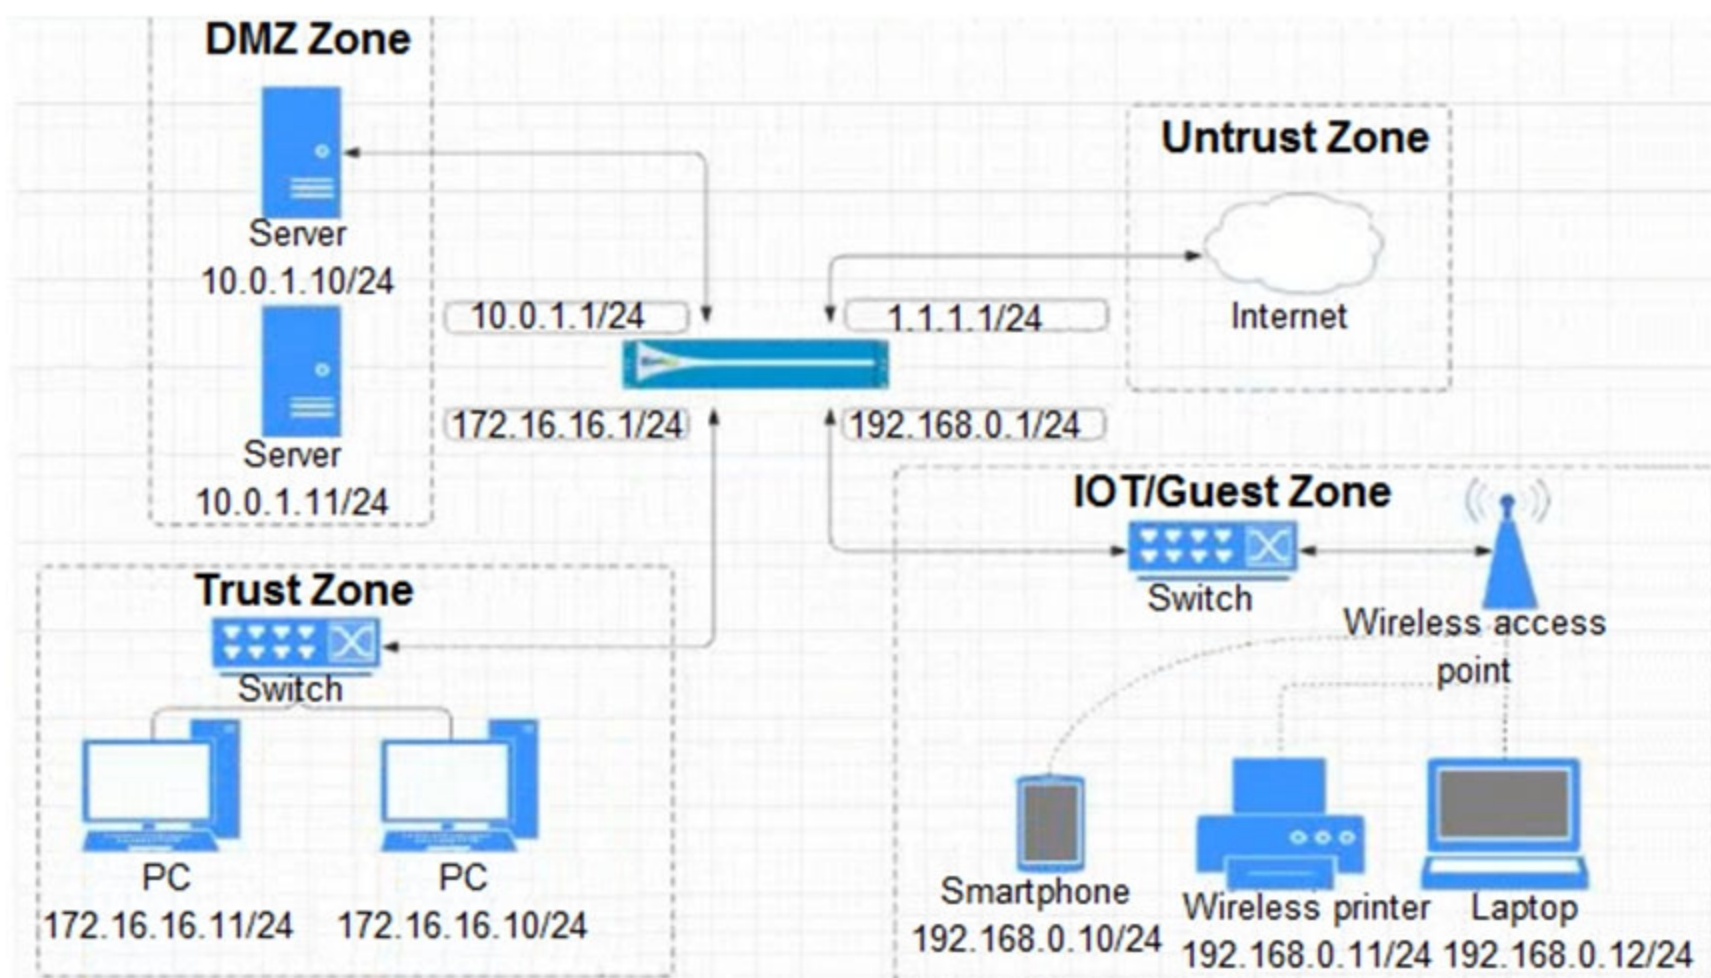 DMZ Zone
Server
10.0.1.10/24
Server
10.0.1.11/24
10.0.1.1/24
1.1.1.1/24
172.16.16.1/24
192.168.0.1/24
Untrust Zone
Internet
Trust Zone
Switch
PC
172.16.16.11/24
PC
172.16.16.10/24
IOT/Guest Zone
Switch
Wireless access
point
Smartphone
192.168.0.10/24
Wireless printer
192.168.0.11/24
Laptop
192.168.0.12/24